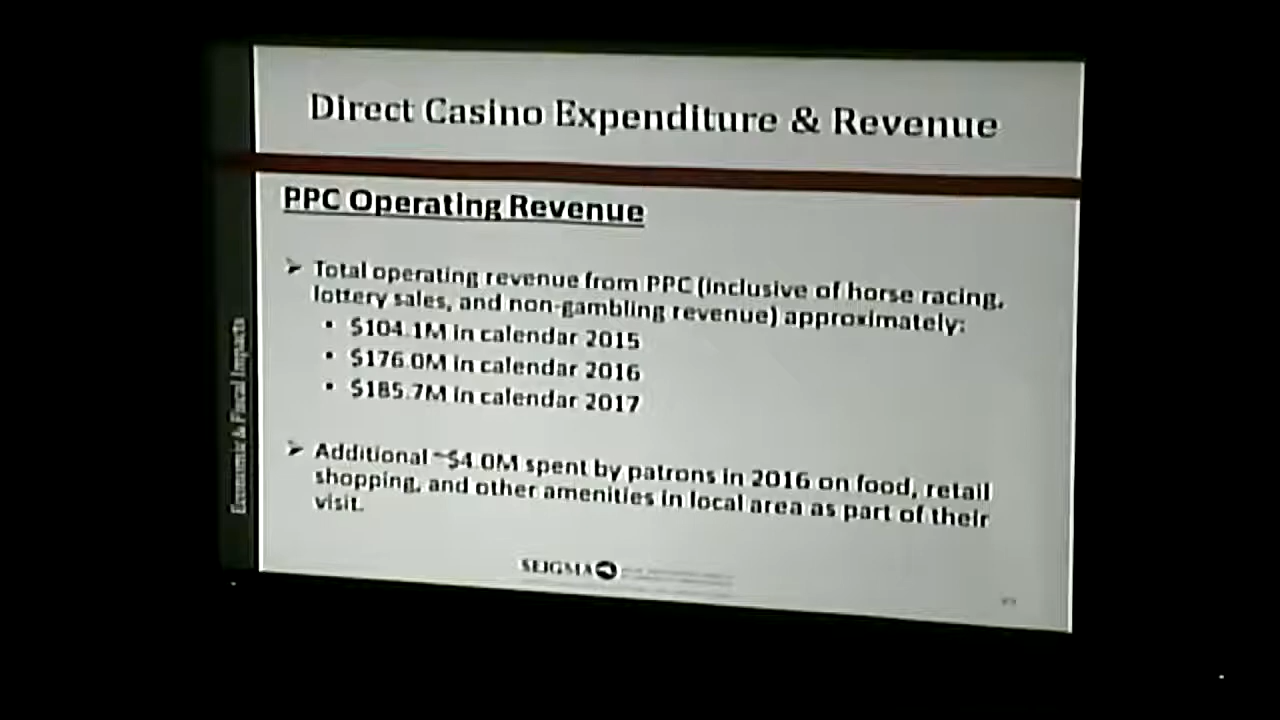 Direct Casino Expenditure & Revenue
PPC Operating Revenue
➢ Total operating revenue from PPC (inclusive of horse racing,
lottery sales, and non-gambling revenue) approximately:
▪ $104.1M in calendar 2015
▪ $176.0M in calendar 2016
▪ $185.7M in calendar 2017
➢ Additional ~$4.0M spent by patrons in 2016 on food, retail
shopping, and other amenities in local area as part of their
visit.
Economic & Fiscal Impacts
SEIGMA